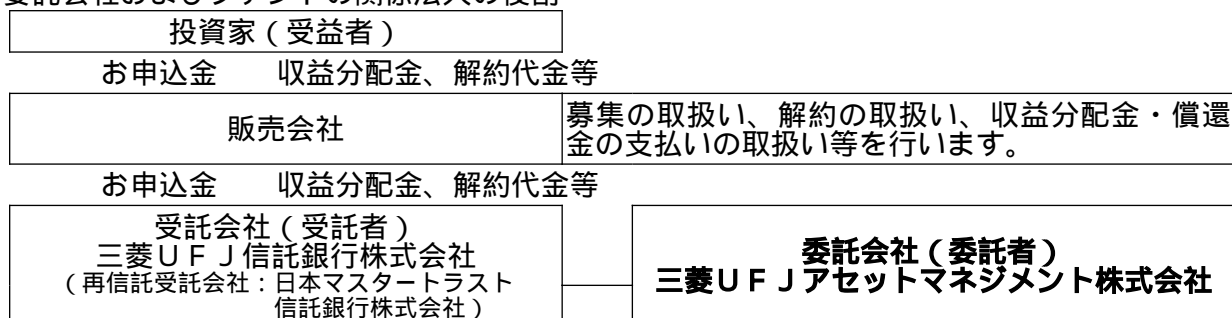 委託会社およびファンドの関係法人の役割
投資家(受益者)
お申込金　　収益分配金、解約代金等
販売会社
募集の取扱い、解約の取扱い、収益分配金・償還
金の支払いの取扱い等を行います。
お申込金　　収益分配金、解約代金等
受託会社(受託者)
三菱UFJ信託銀行株式会社
(再信託受託会社:日本マスタートラスト
信託銀行株式会社)
委託会社(委託者)
三菱UFJアセットマネジメント株式会社